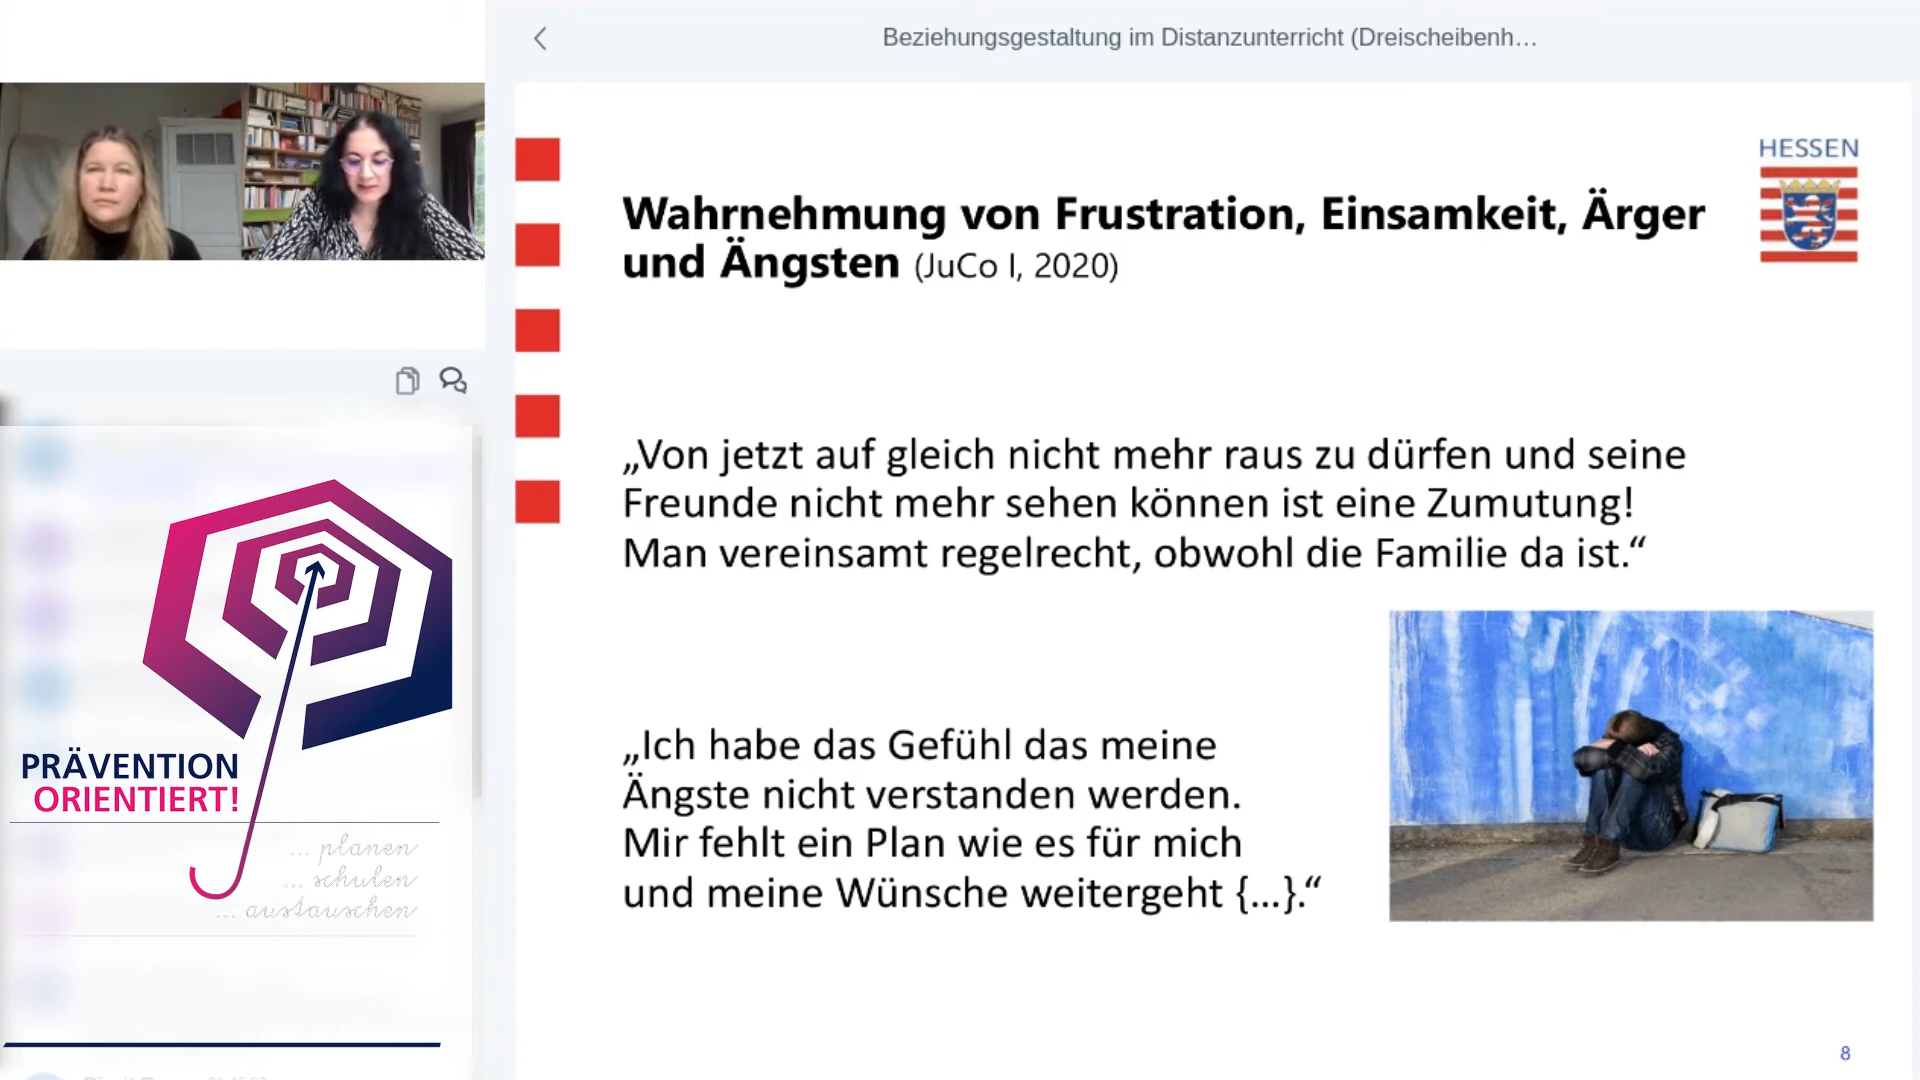 Beziehungsgestaltung im Distanzunterricht (Dreischeibenh…
HESSEN
Wahrnehmung von Frustration, Einsamkeit, Ärger
und Ängsten (JuCo I, 2020)
„Von jetzt auf gleich nicht mehr raus zu dürfen und seine
Freunde nicht mehr sehen können ist eine Zumutung!
Man vereinsamt regelrecht, obwohl die Familie da ist.“
„Ich habe das Gefühl das meine
Ängste nicht verstanden werden.
Mir fehlt ein Plan wie es für mich
und meine Wünsche weitergeht {...}.“
8
PRÄVENTION
ORIENTIERT!
... planen
... schulen
... austauschen